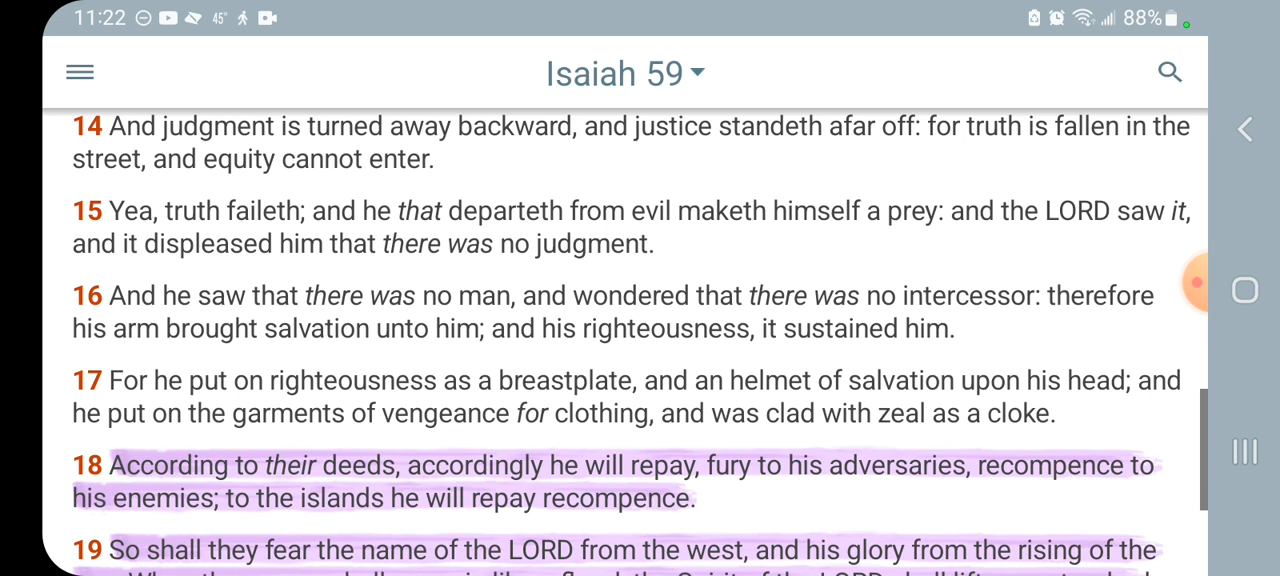 11:22 45° 88%
Isaiah 59
14 And judgment is turned away backward, and justice standeth afar off: for truth is fallen in the
street, and equity cannot enter.
15 Yea, truth faileth; and he that departeth from evil maketh himself a prey: and the LORD saw it,
and it displeased him that there was no judgment.
16 And he saw that there was no man, and wondered that there was no intercessor: therefore
his arm brought salvation unto him; and his righteousness, it sustained him.
17 For he put on righteousness as a breastplate, and an helmet of salvation upon his head; and
he put on the garments of vengeance for clothing, and was clad with zeal as a cloke.
18 According to their deeds, accordingly he will repay, fury to his adversaries, recompence to
his enemies; to the islands he will repay recompence.
19 So shall they fear the name of the LORD from the west, and his glory from the rising of the